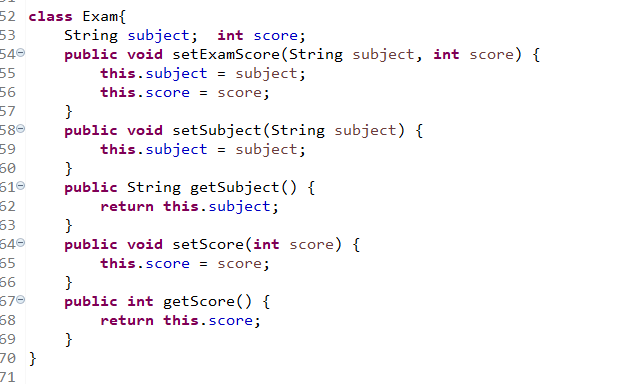 52 class Exam{
53 String subject; int score;
54 public void setExamScore(String subject, int score) {
55 this.subject = subject;
56 this.score = score;
57 }
58 public void setSubject(String subject) {
59 this.subject = subject;
60 }
61 public String getSubject() {
62 return this.subject;
63 }
64 public void setScore(int score) {
65 this.score = score;
66 }
67 public int getScore() {
68 return this.score;
69 }
70 }
71